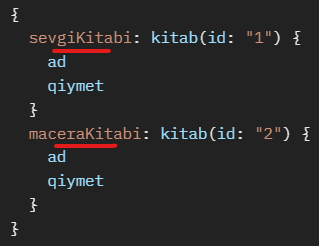 {
  sevgiKitabi: kitab(id: "1") {
    ad
    qiymet
  }
  maceraKitabi: kitab(id: "2") {
    ad
    qiymet
  }
}